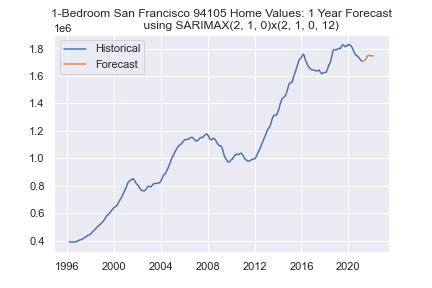 1-Bedroom San Francisco 94105 Home Values: 1 Year Forecast
using SARIMAX(2, 1, 0)x(2, 1, 0, 12)
1e6
Historical
Forecast
1.8
1.6
1.4
1.2
1.0
0.8
0.6
0.4
1996 2000 2004 2008 2012 2016 2020